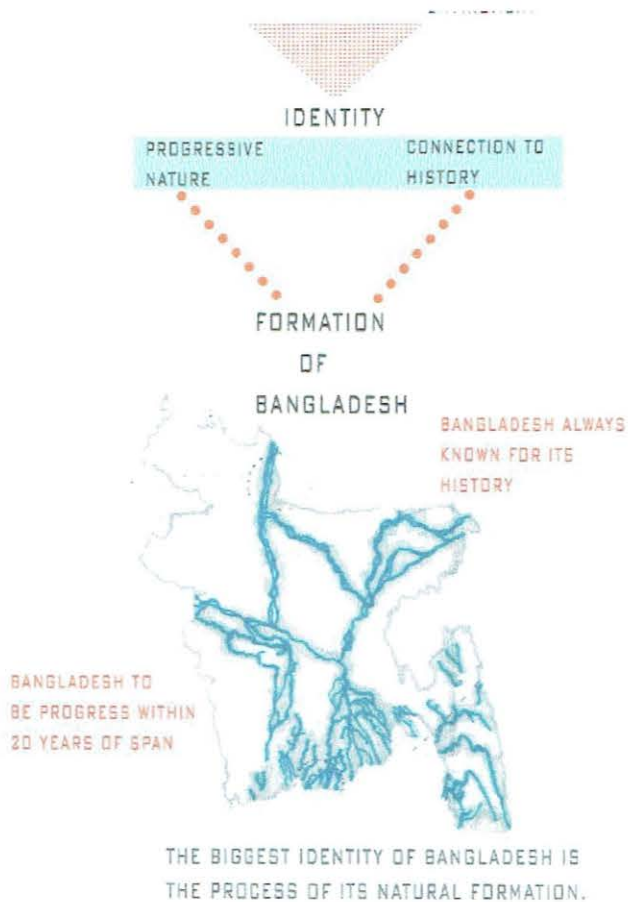 IDENTITY
PROGRESSIVE
NATURE
CONNECTION TO
HISTORY
FORMATION
OF
BANGLADESH
BANGLADESH ALWAYS
KNOWN FOR ITS
HISTORY
BANGLADESH TO
BE PROGRESS WITHIN
20 YEARS OF SPAN
THE BIGGEST IDENTITY OF BANGLADESH IS
THE PROCESS OF ITS NATURAL FORMATION.